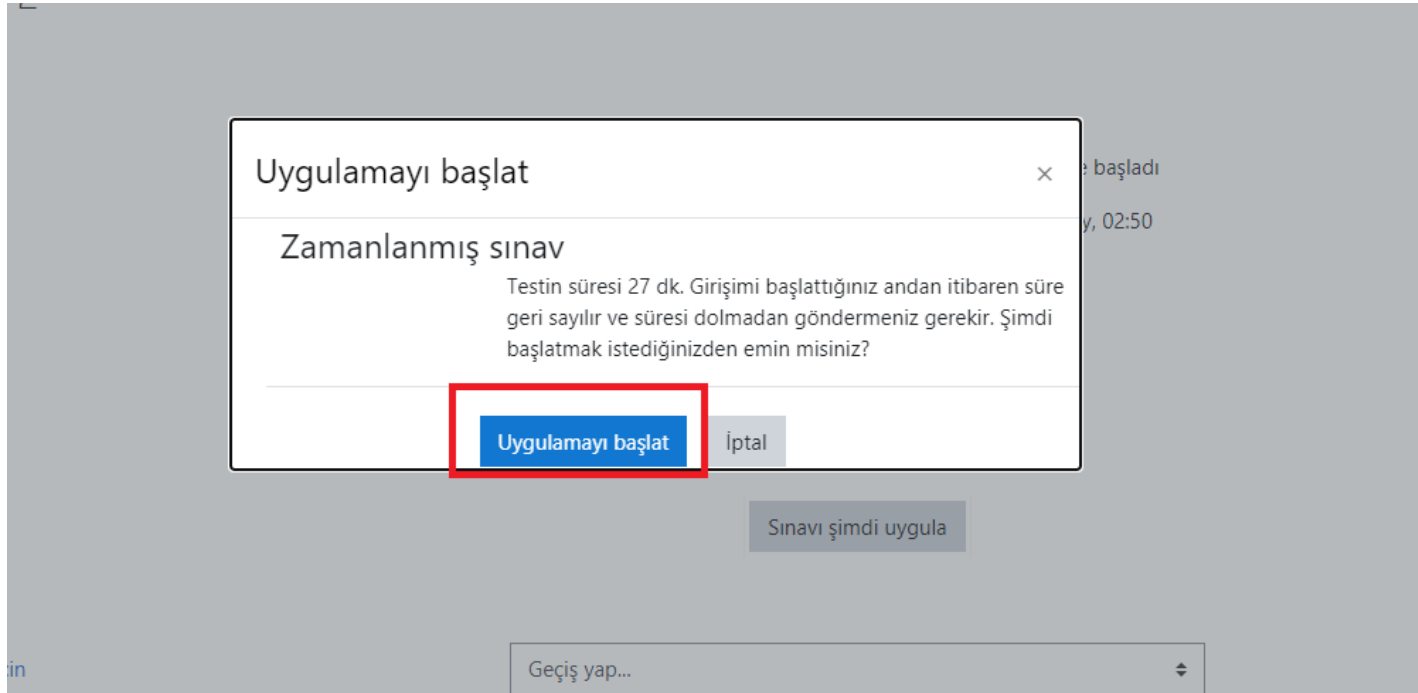 Uygulamayı başlat
×
başladı
Zamanlanmış sınav
02:50
Testin süresi 27 dk. Girişimi başlattığınız andan itibaren süre
geri sayılır ve süresi dolmadan göndermeniz gerekir. Şimdi
başlatmak istediğinizden emin misiniz?
Uygulamayı başlat
İptal
Sınavı şimdi uygula
Geçiş yap...